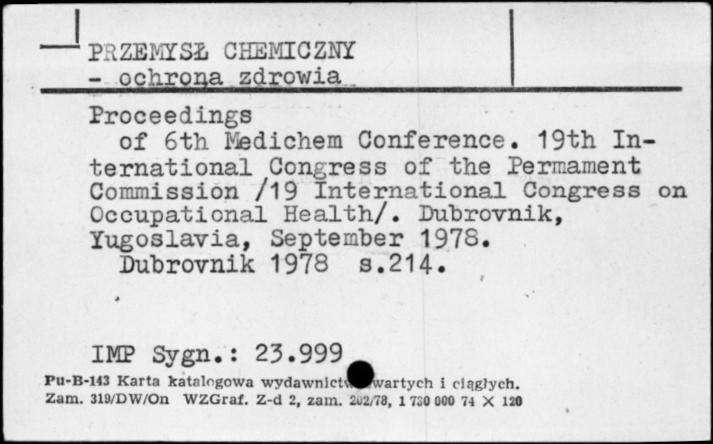 PRZEMYSŁ CHEMICZNY
- ochrona zdrowia
Proceedings
of 6th Medichem Conference. 19th In-
ternational Congress of the Permament
Commission /19 International Congress on
Occupational Health/. Dubrovnik,
Yugoslavia, September 1978.
Dubrovnik 1978 s.214.
IMP Sygn.: 23.999
Pu-B-143 Karta katalogowa wydawnictw zwartych i ciągłych.
Zam. 319/DW/On WZGraf. Z-d 2, zam. 202/78, 1 730 000 74 X 120